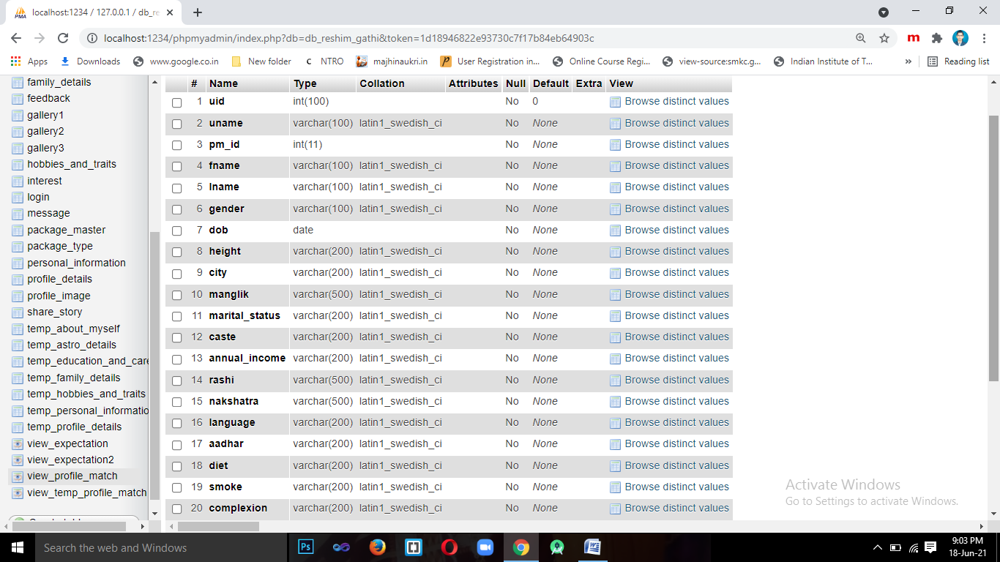 localhost:1234 / 127.0.0.1 / db_re
localhost:1234/phpmyadmin/index.php?db=db_reshim_gathi&token=1d18946822e93730c7f17b84eb64903c
Apps Downloads www.google.co.in New folder NTRO majhinaukri.in User Registration in... Online Course Regi... view-source:smkc.g... Indian Institute of T... » Reading list
family_details
feedback
gallery1
gallery2
gallery3
hobbies_and_traits
interest
login
message
package_master
package_type
personal_information
profile_details
profile_image
share_story
temp_about_myself
temp_astro_details
temp_education_and_care
temp_family_details
temp_hobbies_and_traits
temp_personal_informatio
temp_profile_details
view_expectation
view_expectation2
view_profile_match
view_temp_profile_match
# Name Type Collation Attributes Null Default Extra View
1 uid int(100) No 0 Browse distinct values
2 uname varchar(100) latin1_swedish_ci No None Browse distinct values
3 pm_id int(11) No None Browse distinct values
4 fname varchar(100) latin1_swedish_ci No None Browse distinct values
5 lname varchar(100) latin1_swedish_ci No None Browse distinct values
6 gender varchar(100) latin1_swedish_ci No None Browse distinct values
7 dob date No None Browse distinct values
8 height varchar(200) latin1_swedish_ci No None Browse distinct values
9 city varchar(200) latin1_swedish_ci No None Browse distinct values
10 manglik varchar(500) latin1_swedish_ci No None Browse distinct values
11 marital_status varchar(200) latin1_swedish_ci No None Browse distinct values
12 caste varchar(200) latin1_swedish_ci No None Browse distinct values
13 annual_income varchar(200) latin1_swedish_ci No None Browse distinct values
14 rashi varchar(500) latin1_swedish_ci No None Browse distinct values
15 nakshatra varchar(500) latin1_swedish_ci No None Browse distinct values
16 language varchar(200) latin1_swedish_ci No None Browse distinct values
17 aadhar varchar(200) latin1_swedish_ci No None Browse distinct values
18 diet varchar(200) latin1_swedish_ci No None Browse distinct values
19 smoke varchar(200) latin1_swedish_ci No None Browse distinct values
20 complexion varchar(200) latin1_swedish_ci No None Browse distinct values
Activate Windows
Go to Settings to activate Windows.
Search the web and Windows
9:03 PM
18-Jun-21